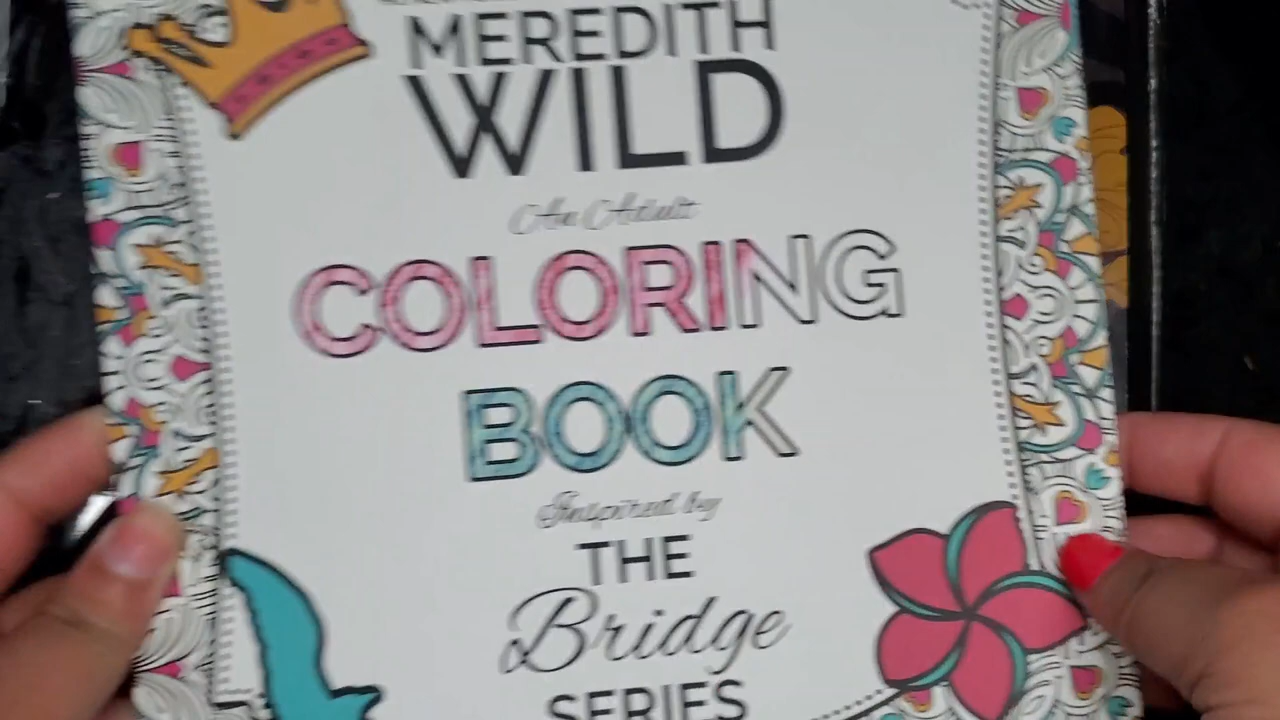 MEREDITH
WILD
An Adult
COLORING
BOOK
Inspired by
THE
Bridge
SERIES